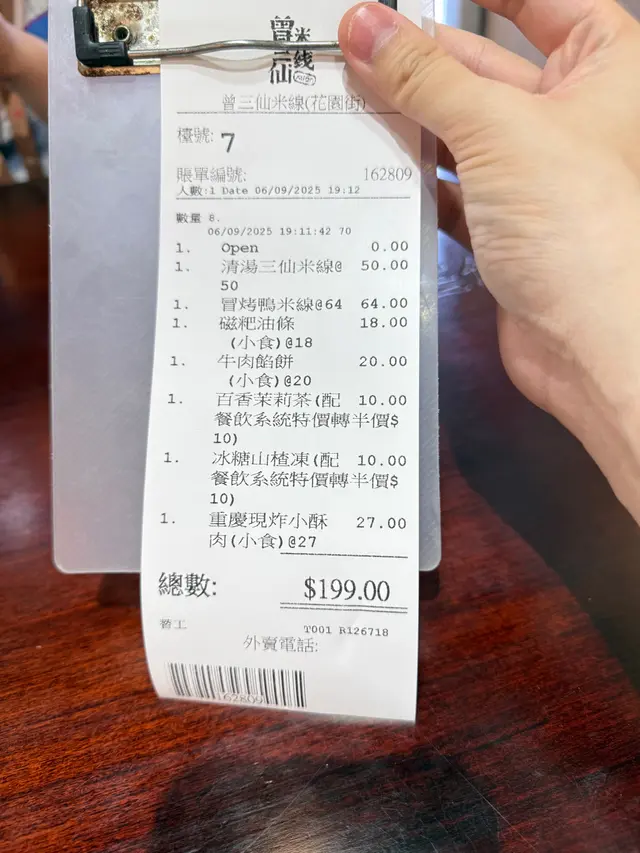 曾三仙
米线
曾三仙米線(花園街)
檯號: 7
賬單編號: 162809
人數:1 Date 06/09/2025 19:12
數量 8.
06/09/2025 19:11:42 70
1. Open 0.00
1. 清湯三仙米線@ 50.00
50
1. 冒烤鴨米線@64 64.00
1. 磁粑油條 18.00
(小食)@18
1. 牛肉餡餅 20.00
(小食)@20
1. 百香茉莉茶(配 10.00
餐飲系統特價轉半價$
10)
1. 冰糖山楂凍(配 10.00
餐飲系統特價轉半價$
10)
1. 重慶現炸小酥 27.00
肉(小食)@27
總數: $199.00
T001 R126718
外賣電話:
162809